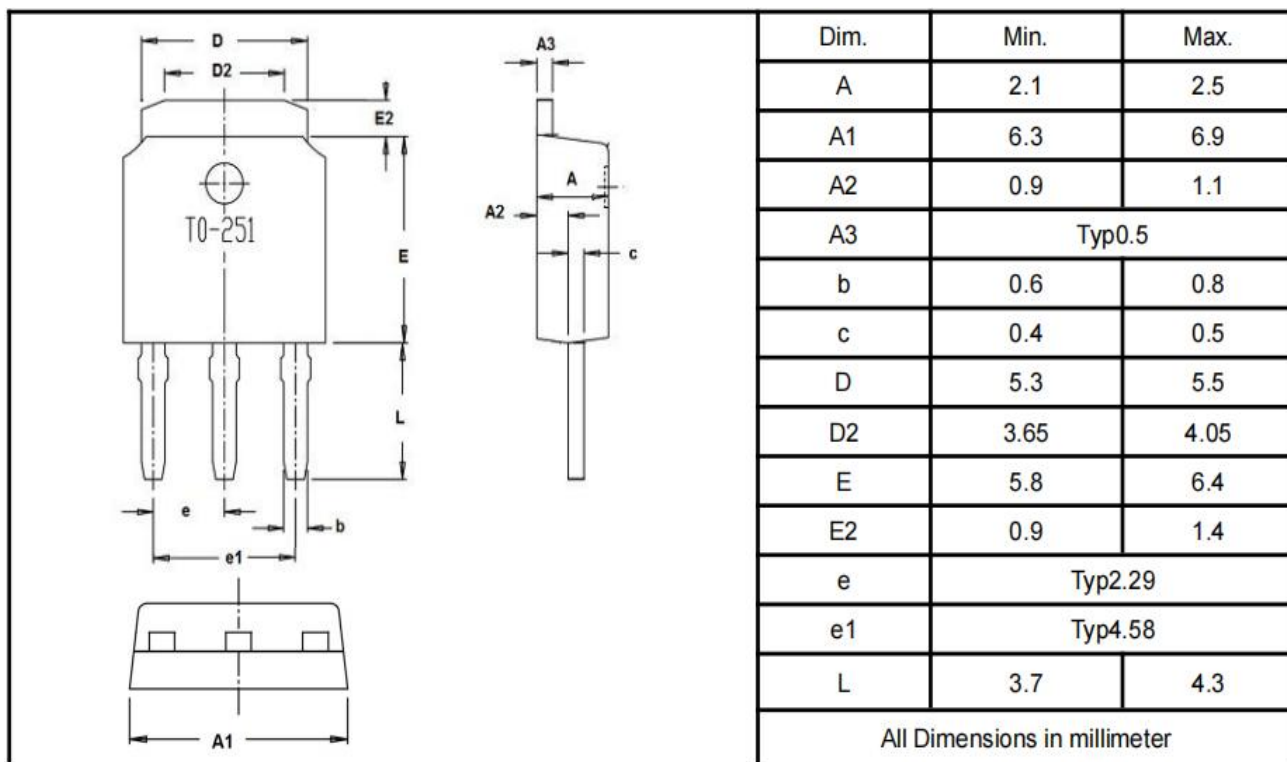 D
D2
E2
TO-251
E
L
e
b
e1
A1
A3
A
A2
c
Dim. Min. Max.
A 2.1 2.5
A1 6.3 6.9
A2 0.9 1.1
A3 Typ0.5
b 0.6 0.8
c 0.4 0.5
D 5.3 5.5
D2 3.65 4.05
E 5.8 6.4
E2 0.9 1.4
e Typ2.29
e1 Typ4.58
L 3.7 4.3
All Dimensions in millimeter